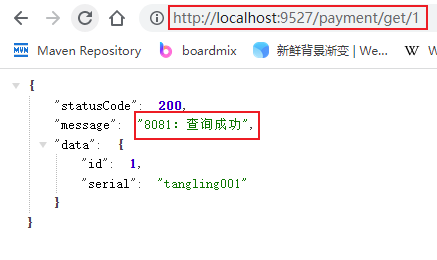 http://localhost:9527/payment/get/1
Maven Repository boardmix 新鲜背景渐变 | We... W
{
"statusCode": 200,
"message": "8081：查询成功",
"data": {
"id": 1,
"serial": "tangling001"
}
}